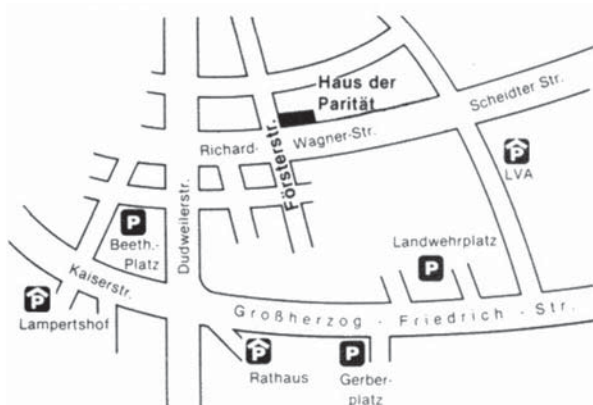 Haus der
Parität
Scheidter Str.
Richard-
Wagner-Str.
Försterstr.
P
LVA
Dudweilerstr.
P
Beeth.-
Platz
Landwehrplatz
P
Kaiserstr.
P
Lampertshof
Großherzog - Friedrich - Str.
P
Rathaus
P
Gerber-
platz